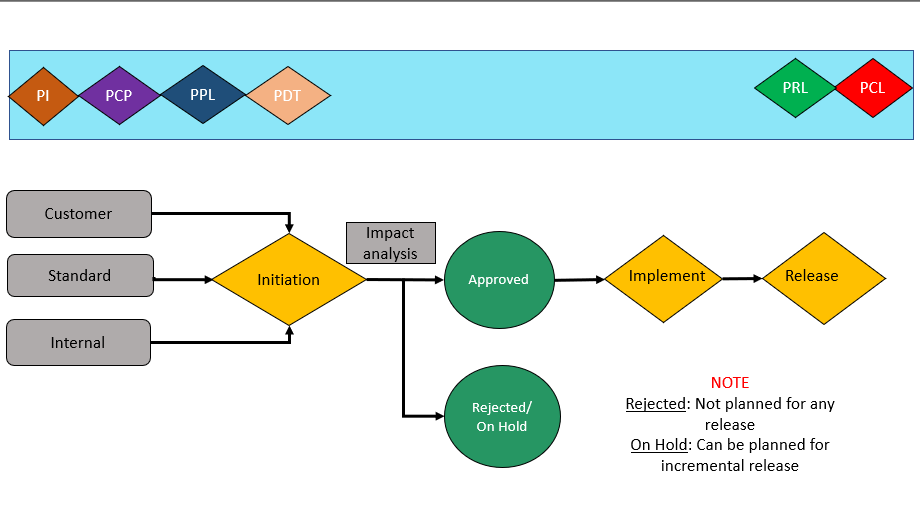 PI
PCP
PPL
PDT
PRL
PCL
Customer
Standard
Internal
Initiation
Impact
analysis
Approved
Rejected/
On Hold
Implement
Release
NOTE
Rejected: Not planned for any
release
On Hold: Can be planned for
incremental release